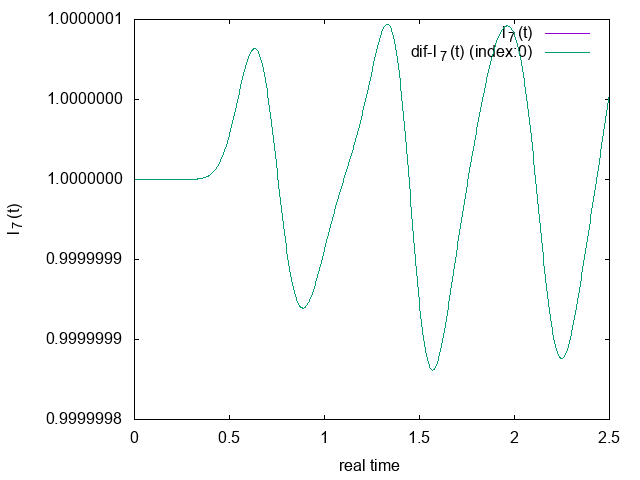 1.0000001
1.0000000
1.0000000
0.9999999
0.9999999
0.9999998
I7(t)
I7(t)
dif-I7(t) (index:0)
0 0.5 1 1.5 2 2.5
real time